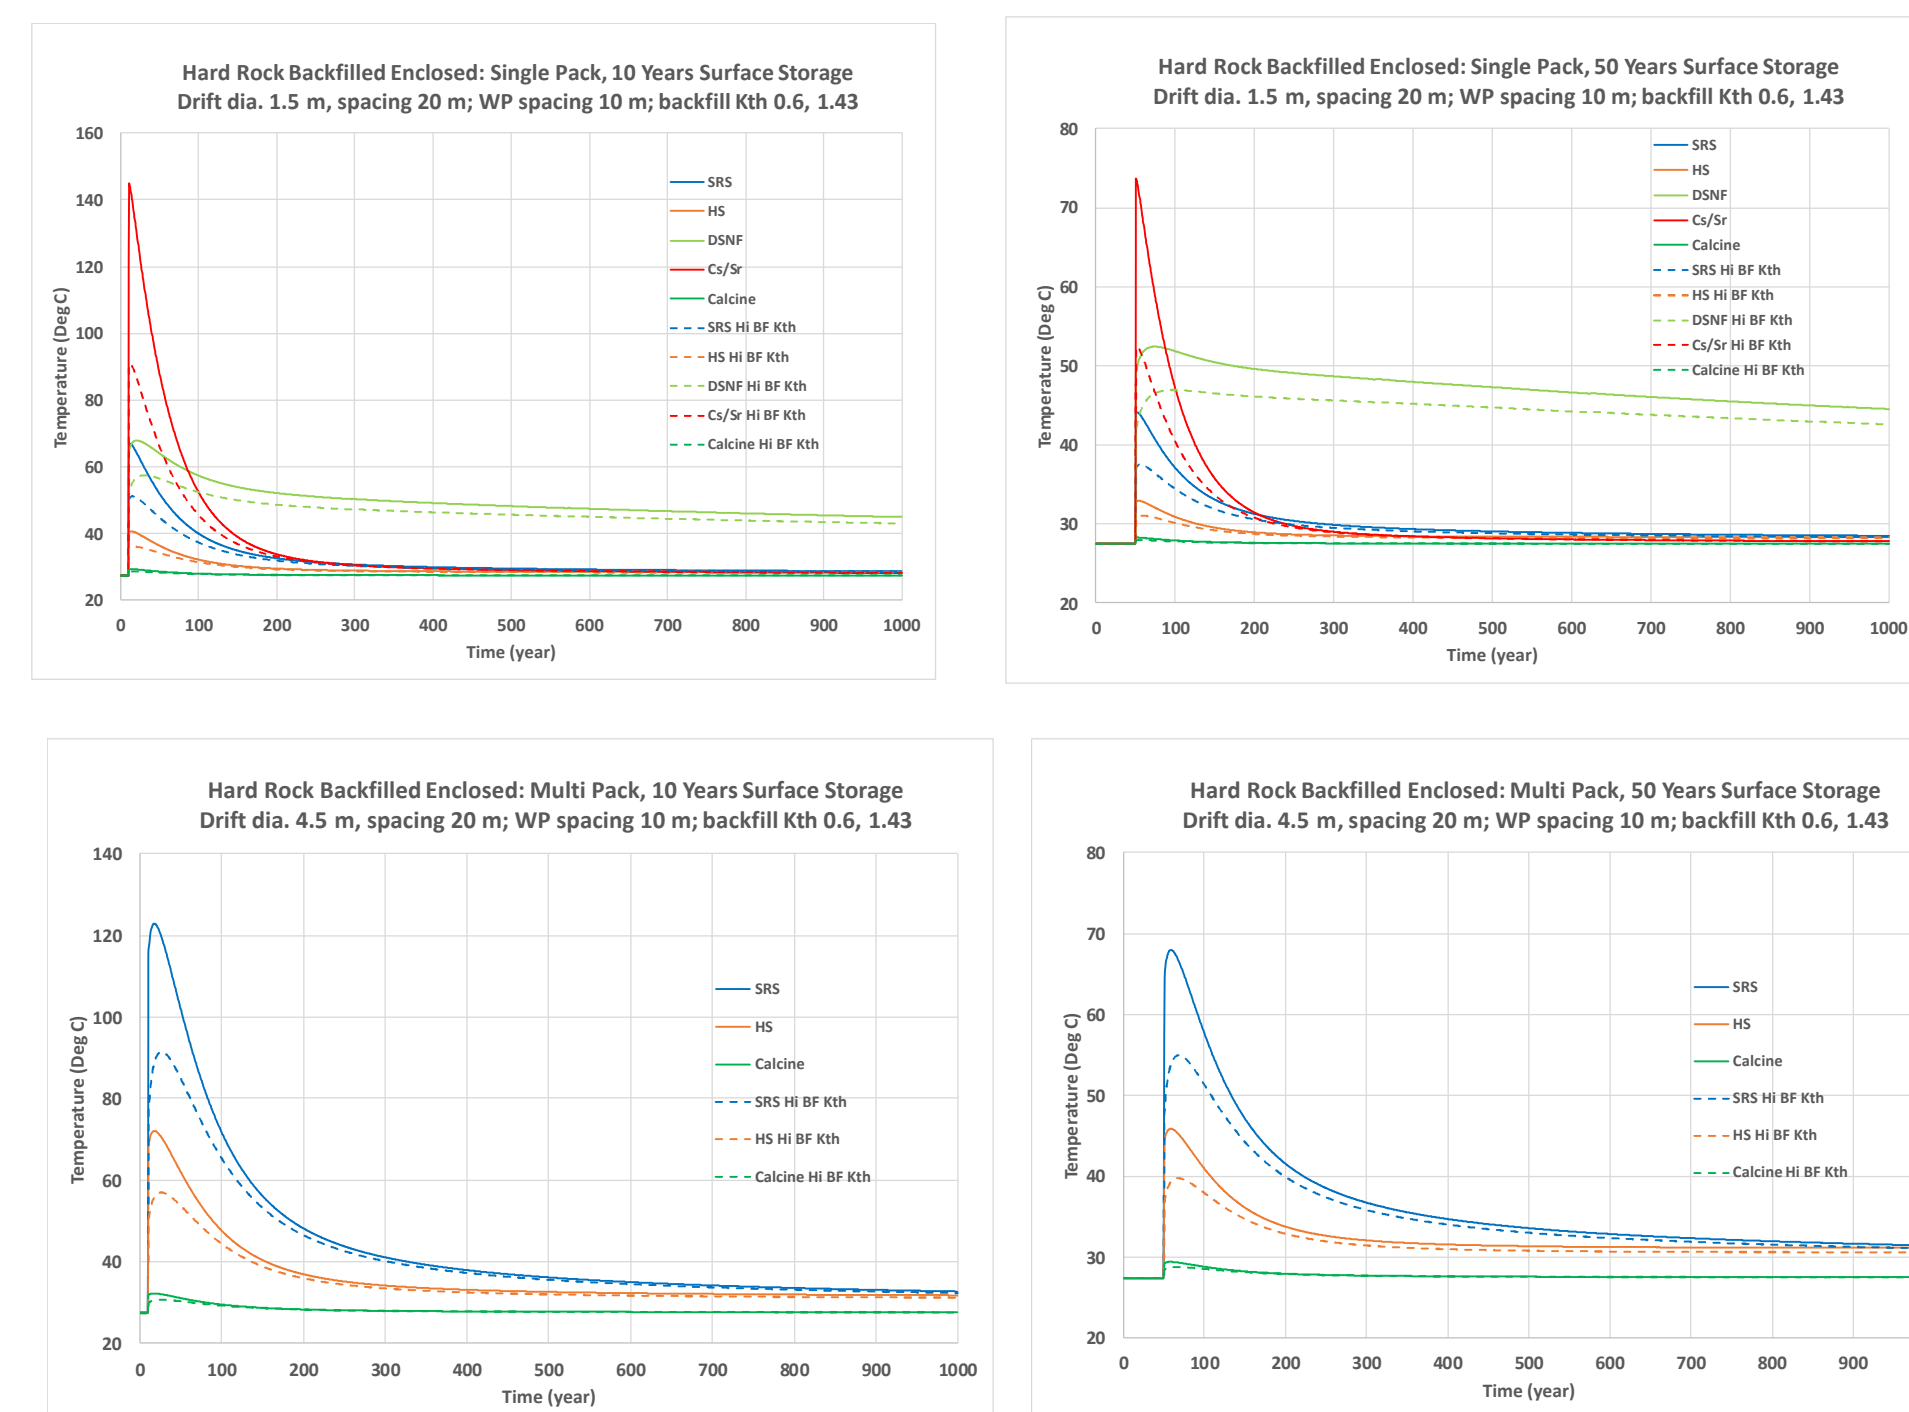 Hard Rock Backfilled Enclosed: Single Pack, 10 Years Surface Storage
Drift dia. 1.5 m, spacing 20 m; WP spacing 10 m; backfill Kth 0.6, 1.43
160
140
120
100
80
60
40
20
Temperature (Deg C)
0 100 200 300 400 500 600 700 800 900 1000
Time (year)
SRS
HS
DSNF
Cs/Sr
Calcine
SRS Hi BF Kth
HS Hi BF Kth
DSNF Hi BF Kth
Cs/Sr Hi BF Kth
Calcine Hi BF Kth
Hard Rock Backfilled Enclosed: Single Pack, 50 Years Surface Storage
Drift dia. 1.5 m, spacing 20 m; WP spacing 10 m; backfill Kth 0.6, 1.43
80
70
60
50
40
30
20
Temperature (Deg C)
0 100 200 300 400 500 600 700 800 900 1000
Time (year)
SRS
HS
DSNF
Cs/Sr
Calcine
SRS Hi BF Kth
HS Hi BF Kth
DSNF Hi BF Kth
Cs/Sr Hi BF Kth
Calcine Hi BF Kth
Hard Rock Backfilled Enclosed: Multi Pack, 10 Years Surface Storage
Drift dia. 4.5 m, spacing 20 m; WP spacing 10 m; backfill Kth 0.6, 1.43
140
120
100
80
60
40
20
Temperature (Deg C)
0 100 200 300 400 500 600 700 800 900 1000
Time (year)
SRS
HS
Calcine
SRS Hi BF Kth
HS Hi BF Kth
Calcine Hi BF Kth
Hard Rock Backfilled Enclosed: Multi Pack, 50 Years Surface Storage
Drift dia. 4.5 m, spacing 20 m; WP spacing 10 m; backfill Kth 0.6, 1.43
80
70
60
50
40
30
20
Temperature (Deg C)
0 100 200 300 400 500 600 700 800 900
Time (year)
SRS
HS
Calcine
SRS Hi BF Kth
HS Hi BF Kth
Calcine Hi BF Kth